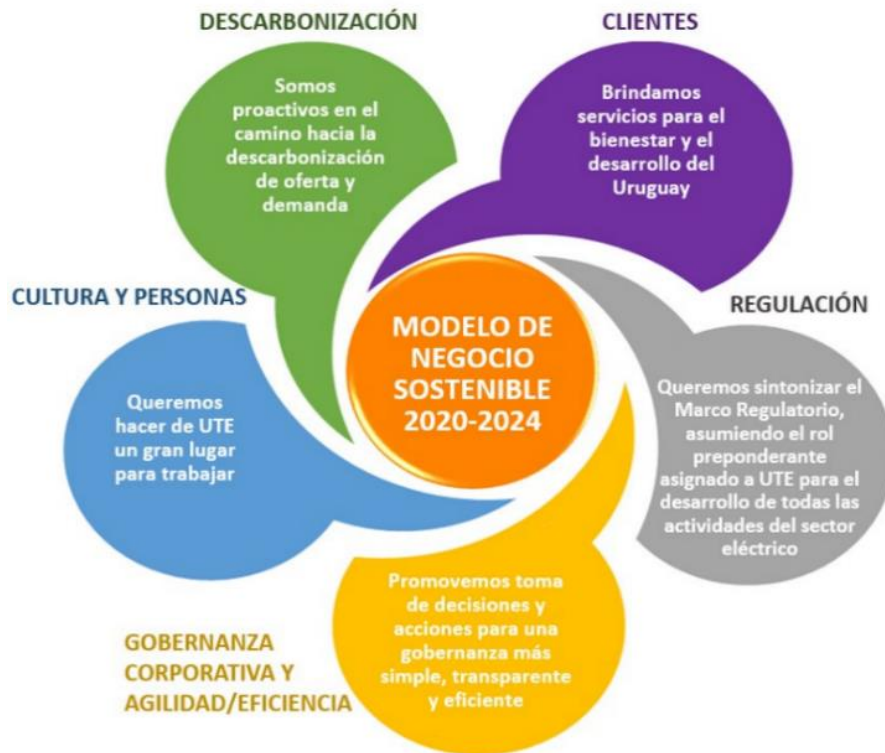 DESCARBONIZACIÓN
Somos
proactivos en el
camino hacia la
descarbonización
de oferta y
demanda
CLIENTES
Brindamos
servicios para el
bienestar y el
desarrollo del
Uruguay
CULTURA Y PERSONAS
Queremos
hacer de UTE
un gran lugar
para trabajar
MODELO DE
NEGOCIO
SOSTENIBLE
2020-2024
REGULACIÓN
Queremos sintonizar el
Marco Regulatorio,
asumiendo el rol
preponderante
asignado a UTE para el
desarrollo de todas las
actividades del sector
eléctrico
GOBERNANZA
CORPORATIVA Y
AGILIDAD/EFICIENCIA
Promovemos toma
de decisiones y
acciones para una
gobernanza más
simple, transparente
y eficiente